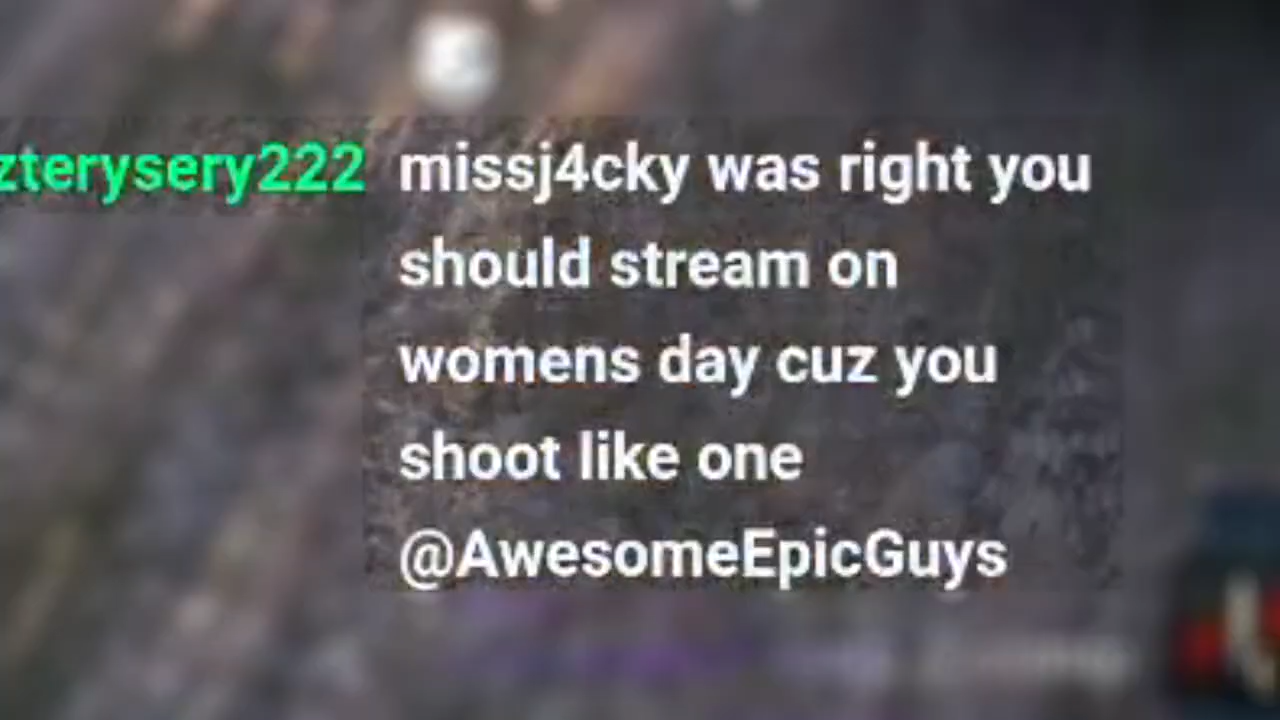 zterysery222 missj4cky was right you
should stream on
womens day cuz you
shoot like one
@AwesomeEpicGuys